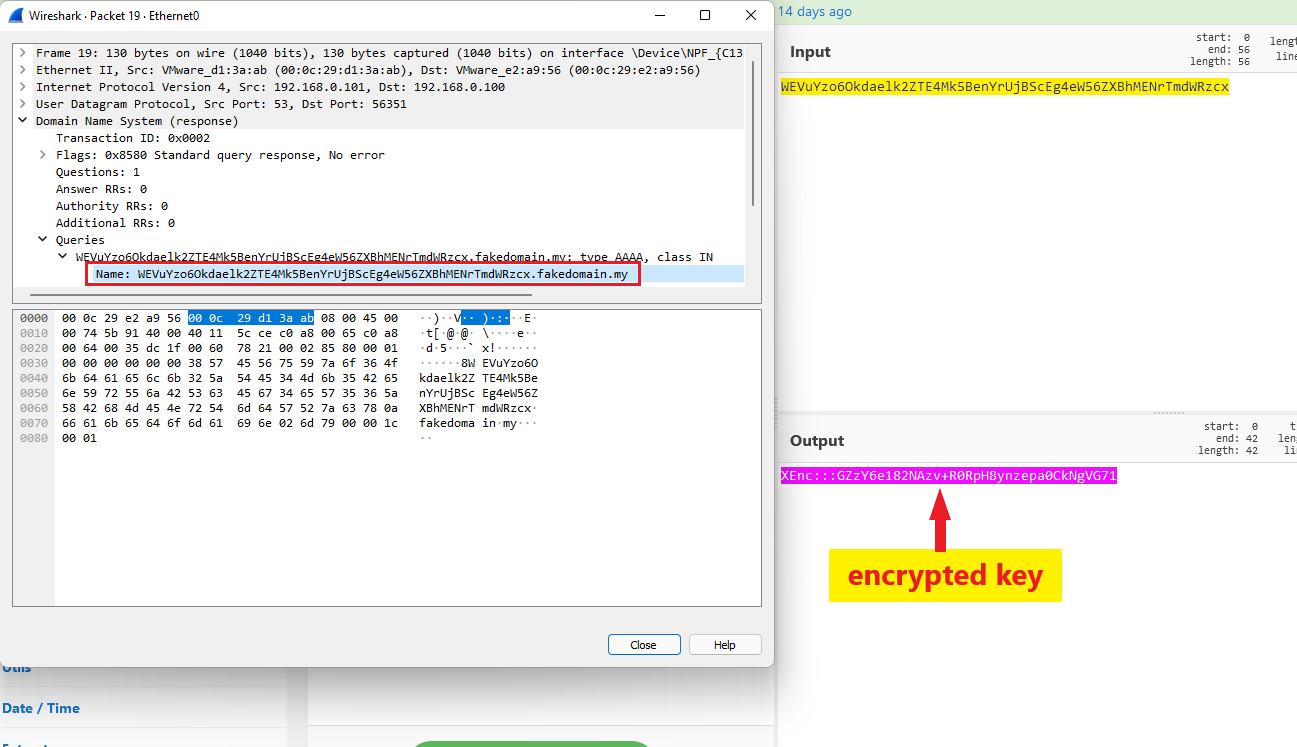 Wireshark · Packet 19 · Ethernet0
Frame 19: 130 bytes on wire (1040 bits), 130 bytes captured (1040 bits) on interface \Device\NPF_{C13
Ethernet II, Src: VMware_d1:3a:ab (00:0c:29:d1:3a:ab), Dst: VMware_e2:a9:56 (00:0c:29:e2:a9:56)
Internet Protocol Version 4, Src: 192.168.0.101, Dst: 192.168.0.100
User Datagram Protocol, Src Port: 53, Dst Port: 56351
Domain Name System (response)
Transaction ID: 0x0002
Flags: 0x8580 Standard query response, No error
Questions: 1
Answer RRs: 0
Authority RRs: 0
Additional RRs: 0
Queries
WEVuYzo6Okdaelk2ZTE4Mk5BenYrUjBScEg4eW56ZXBhMENrTmdWRzcx.fakedomain.my: type AAAA, class IN
Name: WEVuYzo6Okdaelk2ZTE4Mk5BenYrUjBScEg4eW56ZXBhMENrTmdWRzcx.fakedomain.my
0000 00 0c 29 e2 a9 56 00 0c 29 d1 3a ab 08 00 45 00 ··)··V·· )·:···E·
0010 00 74 5b 91 40 00 40 11 5c ce c0 a8 00 65 c0 a8 ·t[·@·@· \····e··
0020 00 64 00 35 dc 1f 00 60 78 21 00 02 85 80 00 01 ·d·5···` x!······
0030 00 00 00 00 00 00 38 57 45 56 75 59 7a 6f 36 4f ······8W EVuYzo6O
0040 6b 64 61 65 6c 6b 32 5a 54 45 34 4d 6b 35 42 65 kdaelk2Z TE4Mk5Be
0050 6e 59 72 55 6a 42 53 63 45 67 34 65 57 35 36 5a nYrUjBSc Eg4eW56Z
0060 58 42 68 4d 45 4e 72 54 6d 64 57 52 7a 63 78 0a XBhMENrT mdWRzcx·
0070 66 61 6b 65 64 6f 6d 61 69 6e 02 6d 79 00 00 1c fakedoma in·my···
0080 00 01 ··
Close
Help
Utils
Date / Time
14 days ago
Input
start: 0
end: 56
length: 56
WEVuYzo6Okdaelk2ZTE4Mk5BenYrUjBScEg4eW56ZXBhMENrTmdWRzcx
Output
start: 0
end: 42
length: 42
XEnc:::GZzY6e182NAzv+R0RpH8ynzepa0CkNgVG71
encrypted key